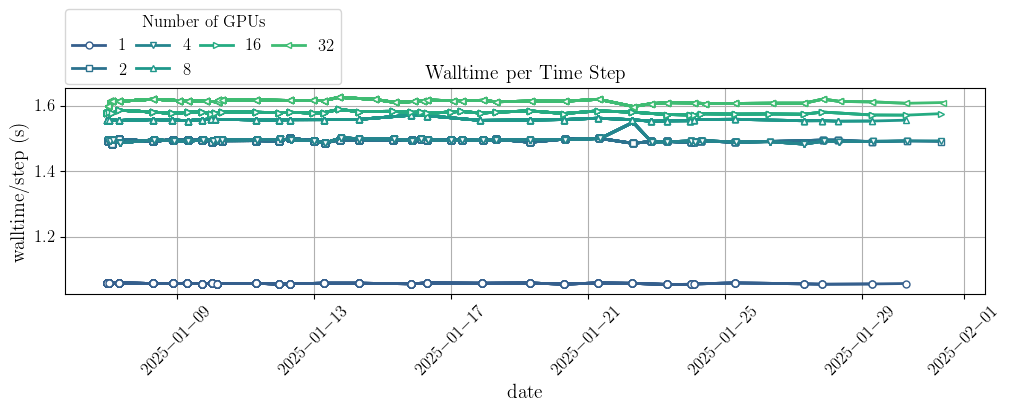 Number of GPUs
1 4 16 32
2 8
Walltime per Time Step
walltime/step (s)
1.6
1.4
1.2
2025−01−09
2025−01−13
2025−01−17
2025−01−21
2025−01−25
2025−01−29
2025−02−01
date